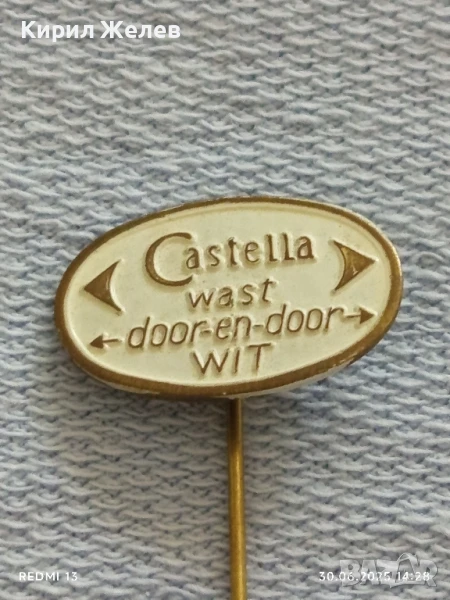 Кирил Желев
Castella
wast
door-en-door
WIT
REDMI 13
30.06.2025 14:28